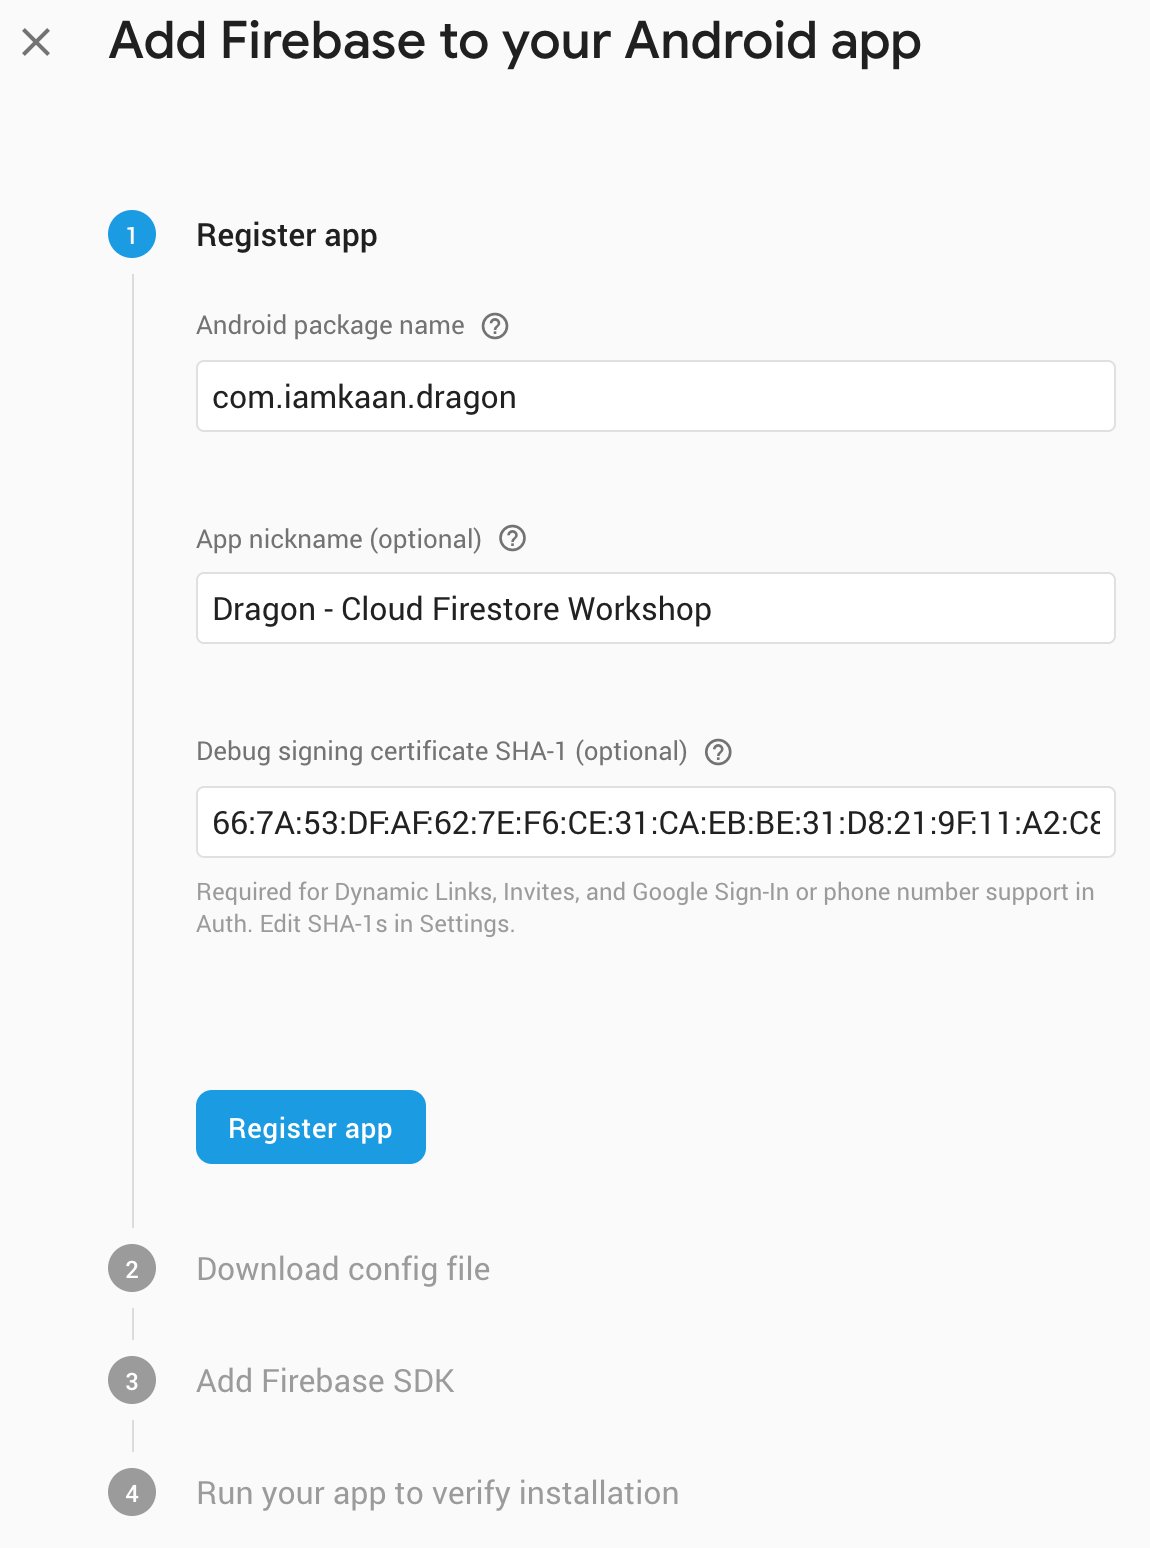 Add Firebase to your Android app
1 Register app
Android package name
com.iamkaan.dragon
App nickname (optional)
Dragon - Cloud Firestore Workshop
Debug signing certificate SHA-1 (optional)
66:7A:53:DF:AF:62:7E:F6:CE:31:CA:EB:BE:31:D8:21:9F:11:A2:C8
Required for Dynamic Links, Invites, and Google Sign-In or phone number support in
Auth. Edit SHA-1s in Settings.
Register app
2 Download config file
3 Add Firebase SDK
4 Run your app to verify installation